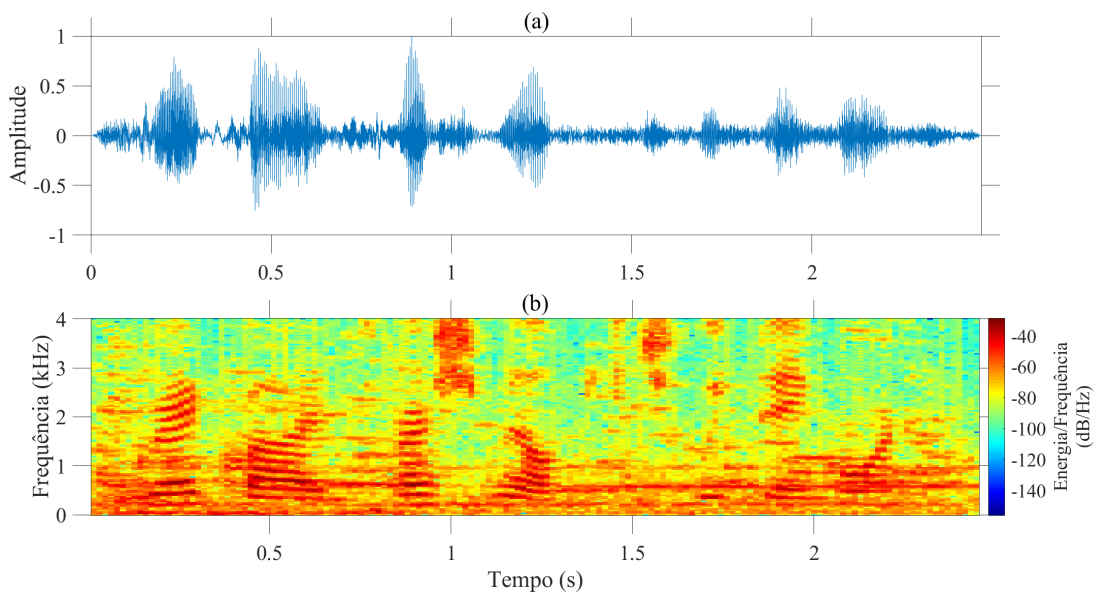 (a)
1
0.5
0
-0.5
-1
Amplitude
0 0.5 1 1.5 2
(b)
4
3
2
1
0
Frequência (kHz)
0.5 1 1.5 2
Tempo (s)
-40
-60
-80
-100
-120
-140
Energia/Frequência
(dB/Hz)